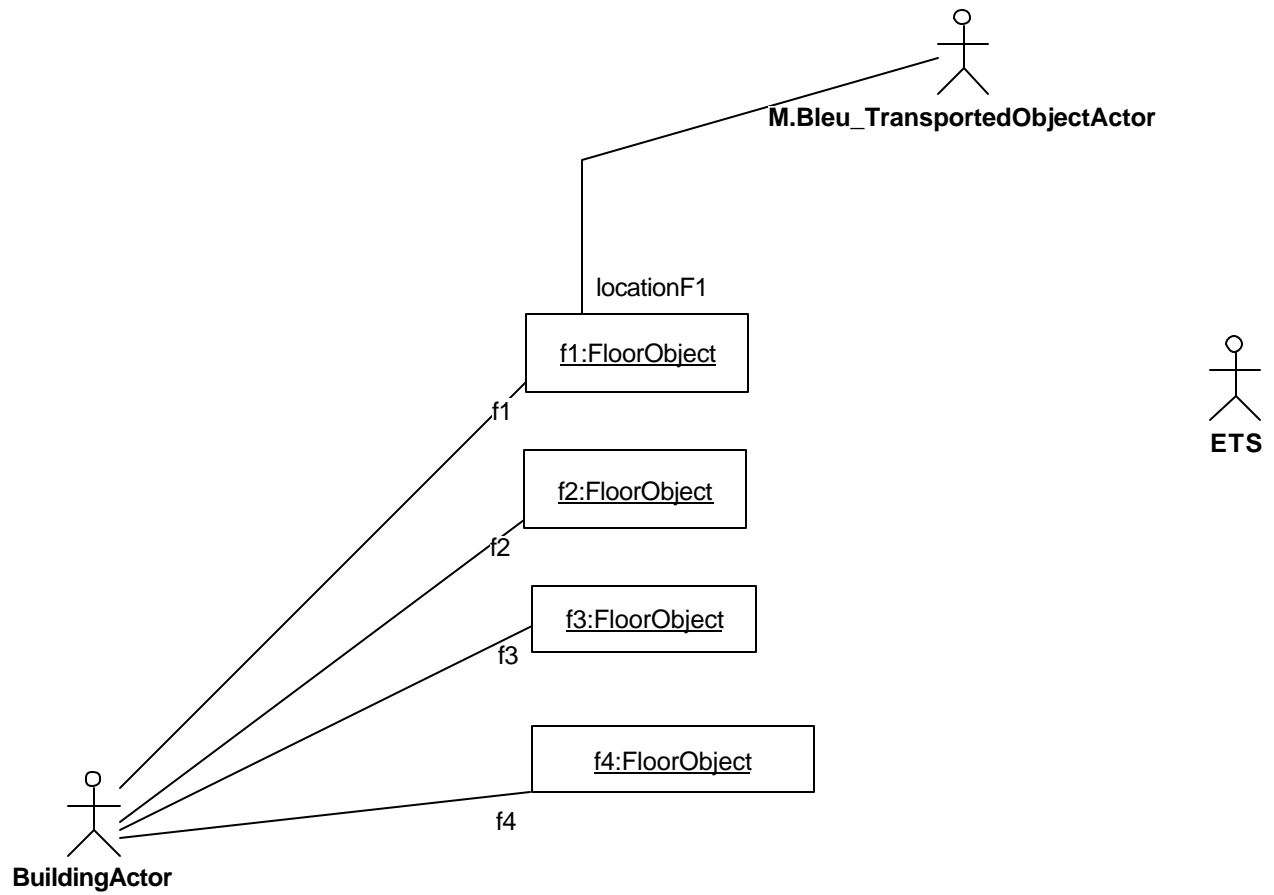 M.Bleu_TransportedObjectActor
locationF1
f1:FloorObject
f1
ETS
f2:FloorObject
f2
f3:FloorObject
f3
f4:FloorObject
f4
BuildingActor